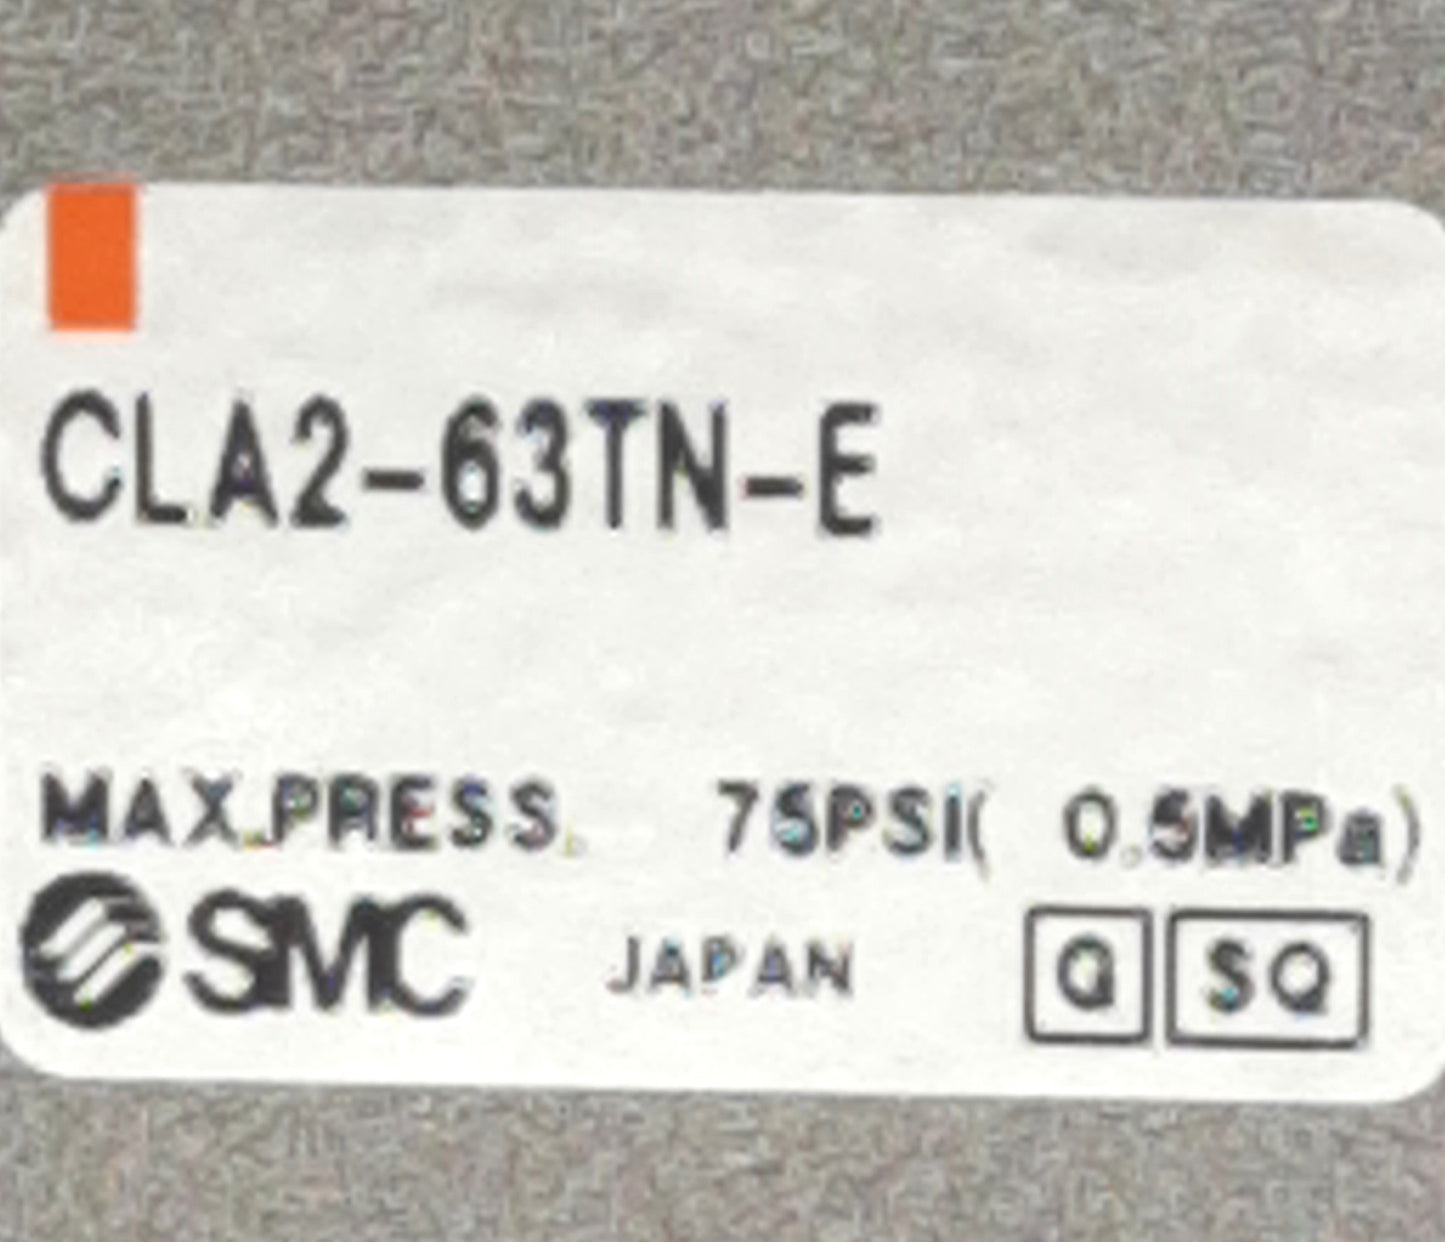 CLA2-63TN-E
MAX.PRESS. 75PSI( 0.5MPa)
SMC JAPAN Q SQ